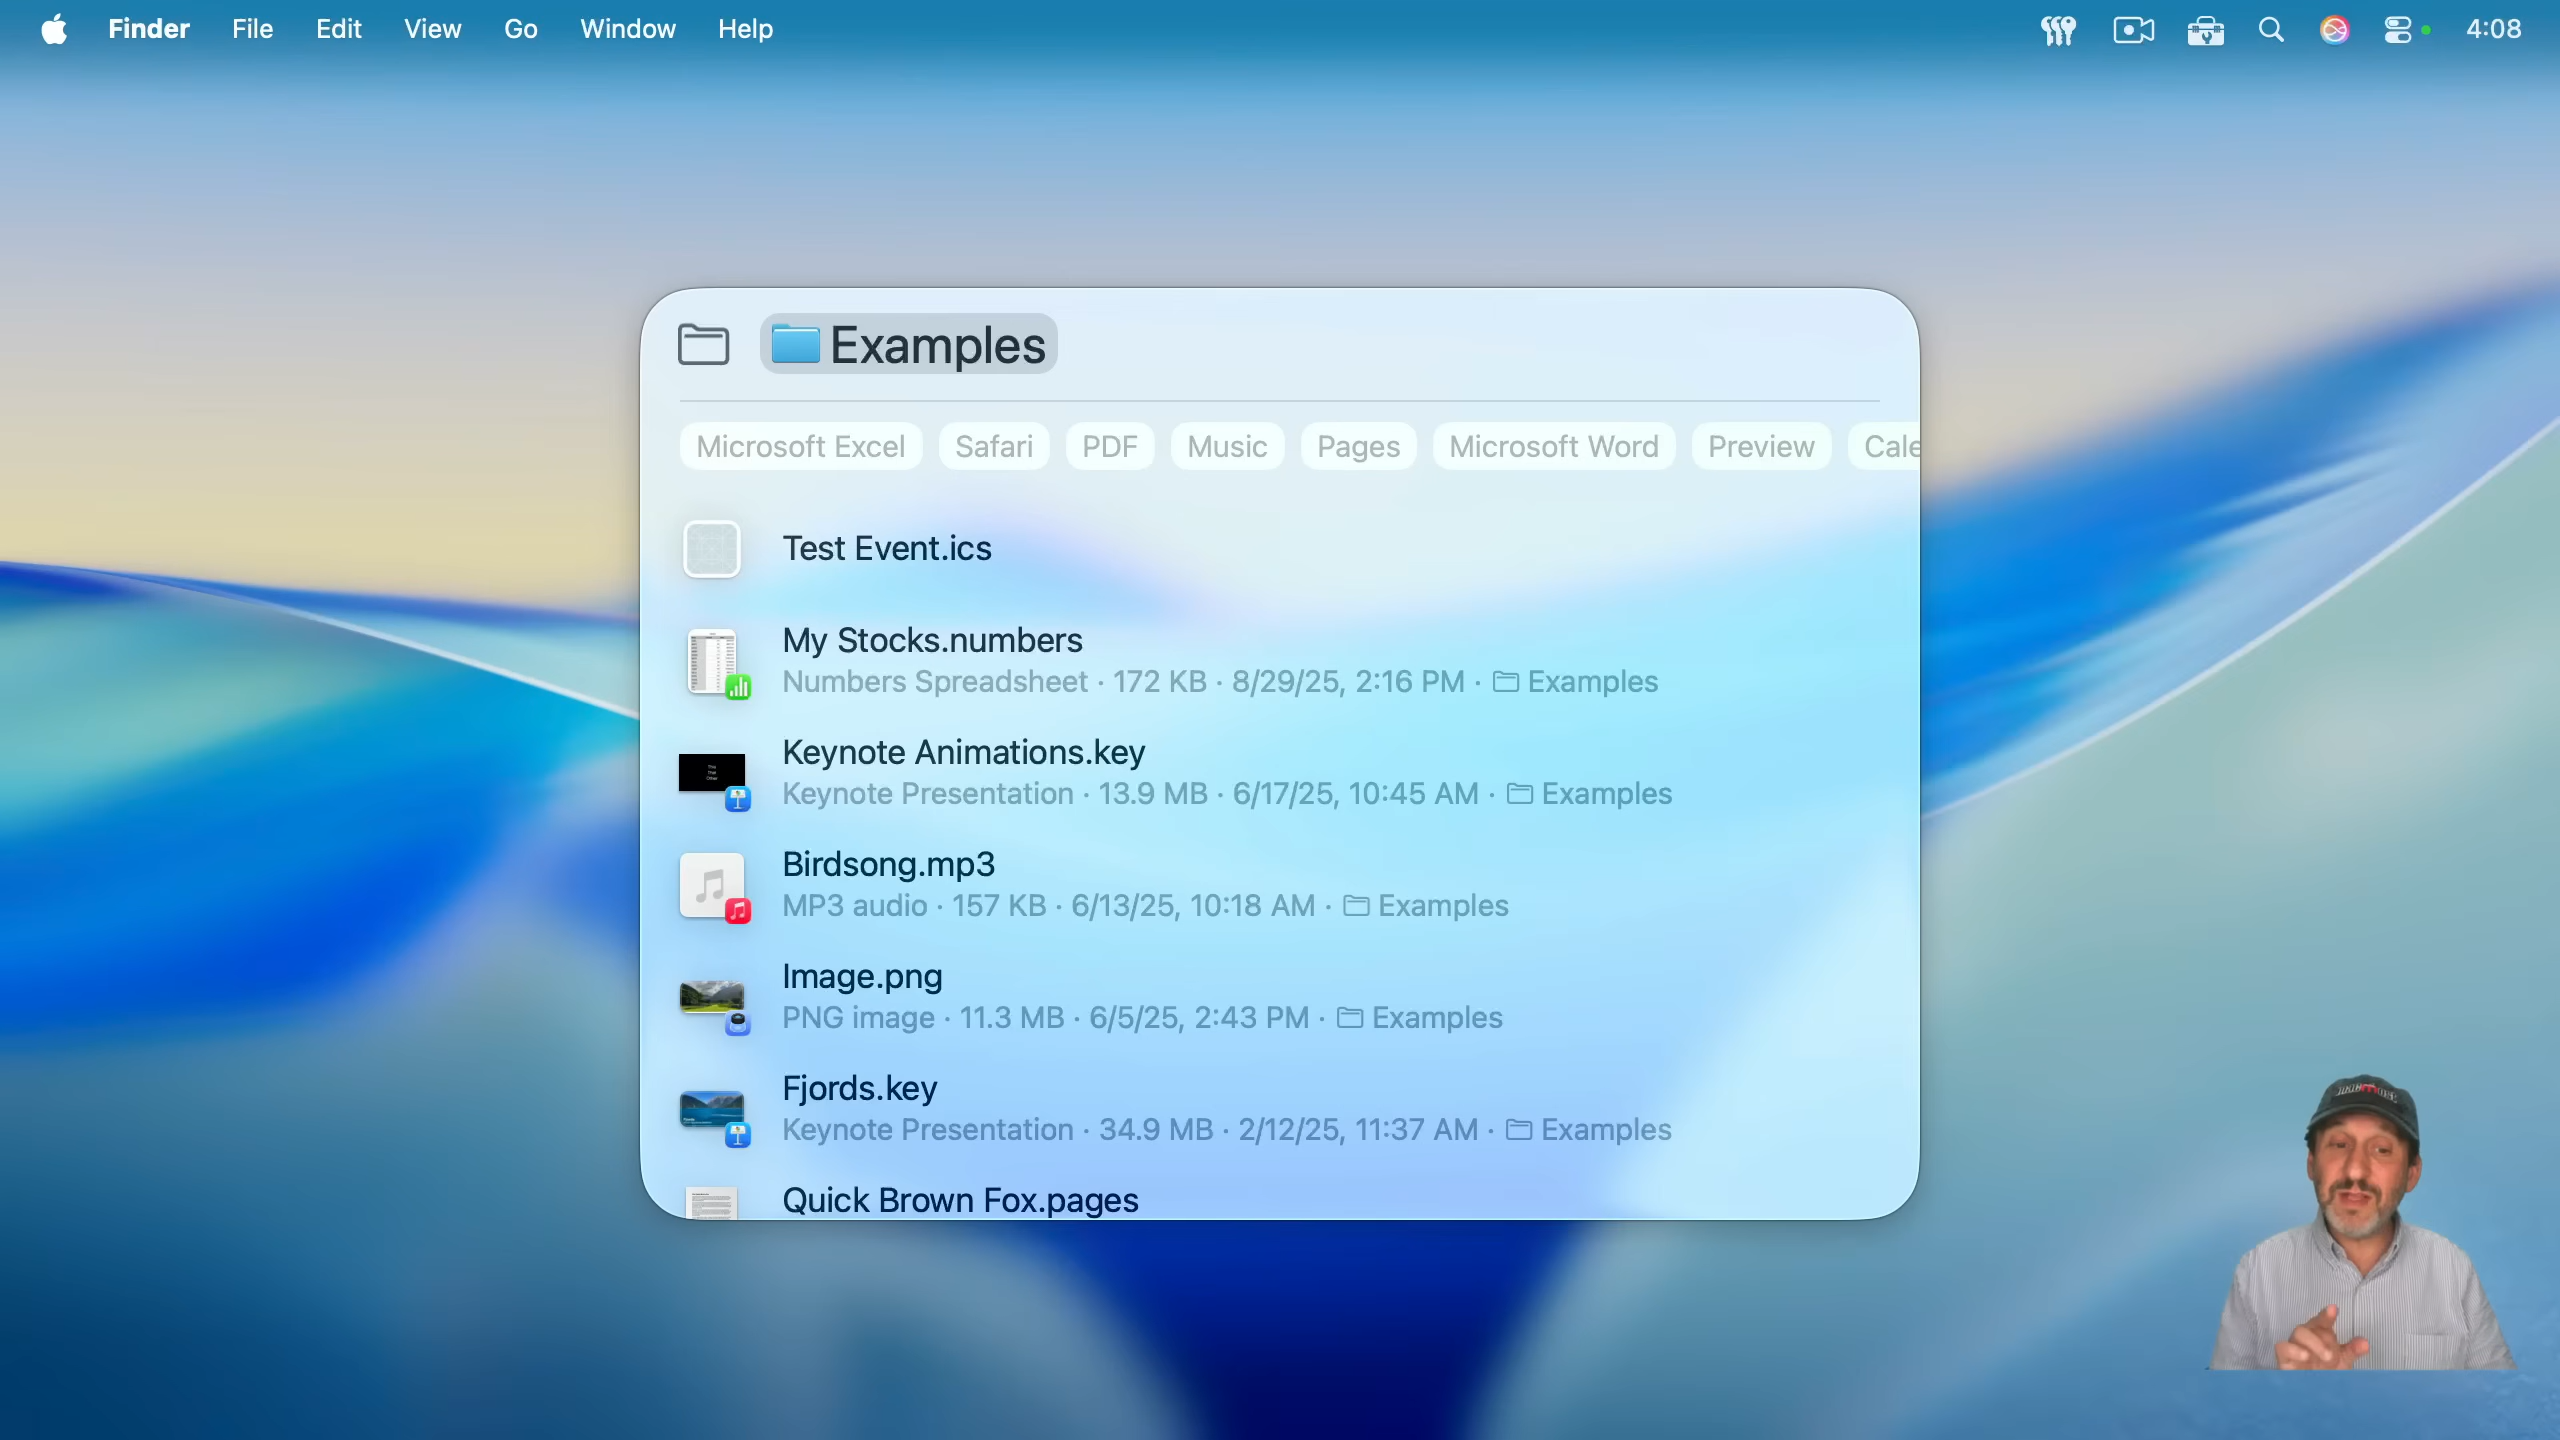 Finder File Edit View Go Window Help 4:08
Examples
Microsoft Excel Safari PDF Music Pages Microsoft Word Preview Cale
Test Event.ics
My Stocks.numbers
Numbers Spreadsheet · 172 KB · 8/29/25, 2:16 PM · Examples
Keynote Animations.key
Keynote Presentation · 13.9 MB · 6/17/25, 10:45 AM · Examples
Birdsong.mp3
MP3 audio · 157 KB · 6/13/25, 10:18 AM · Examples
Image.png
PNG image · 11.3 MB · 6/5/25, 2:43 PM · Examples
Fjords.key
Keynote Presentation · 34.9 MB · 2/12/25, 11:37 AM · Examples
Quick Brown Fox.pages